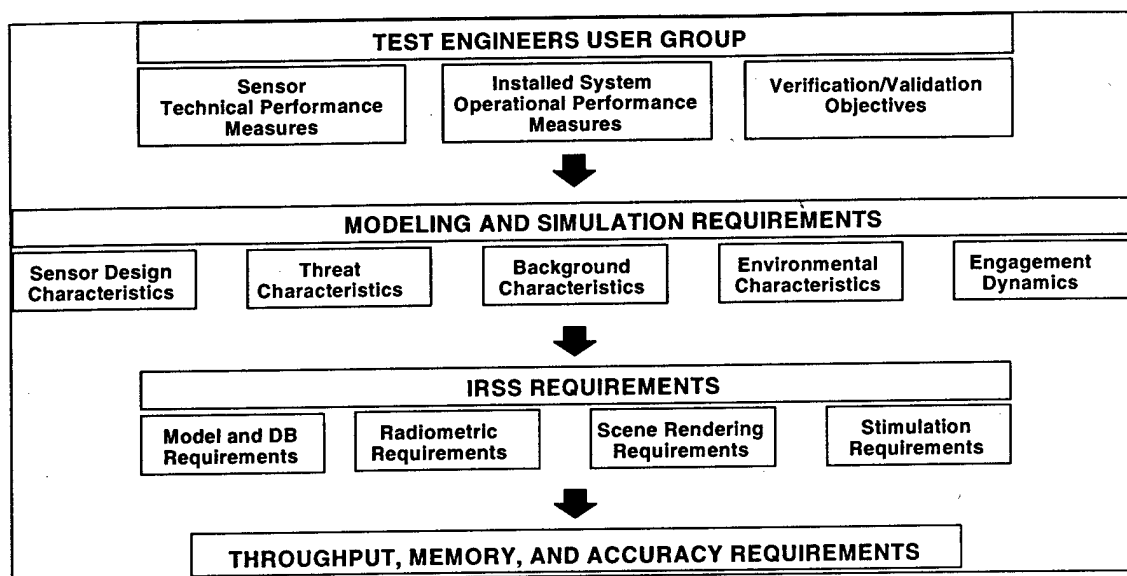 TEST ENGINEERS USER GROUP
Sensor
Technical Performance
Measures
Installed System
Operational Performance
Measures
Verification/Validation
Objectives
MODELING AND SIMULATION REQUIREMENTS
Sensor Design
Characteristics
Threat
Characteristics
Background
Characteristics
Environmental
Characteristics
Engagement
Dynamics
IRSS REQUIREMENTS
Model and DB
Requirements
Radiometric
Requirements
Scene Rendering
Requirements
Stimulation
Requirements
THROUGHPUT, MEMORY, AND ACCURACY REQUIREMENTS